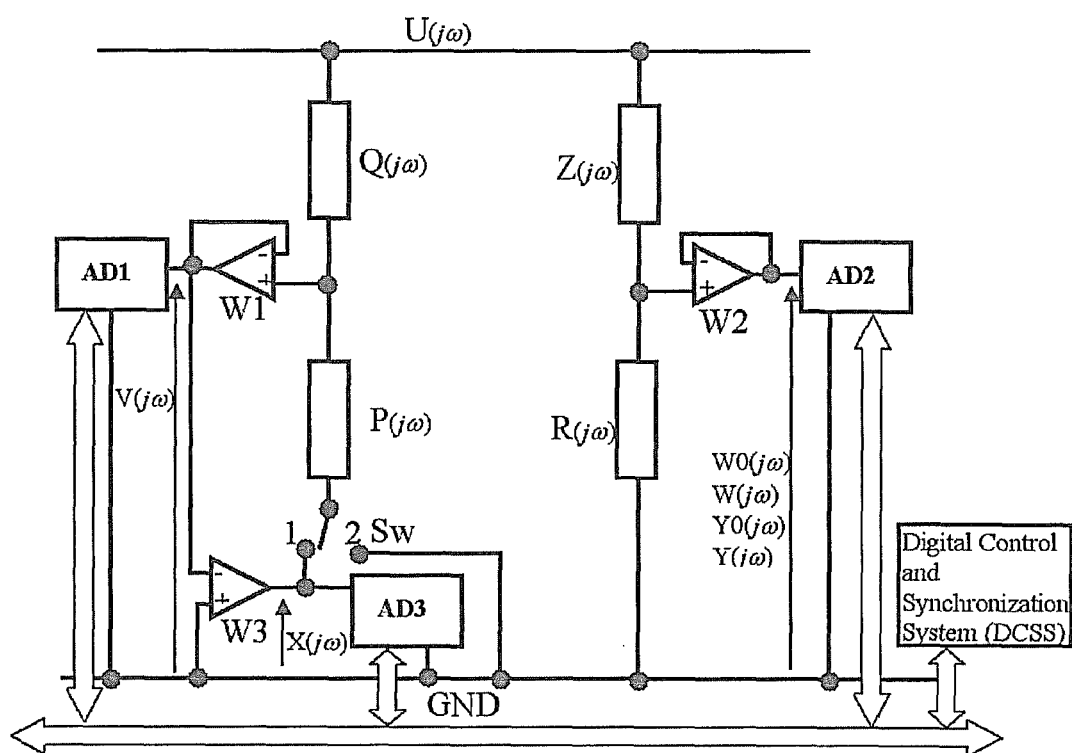 U(jω)
Q(jω)
Z(jω)
AD1
-
+
W1
-
+
W2
AD2
V(jω)
P(jω)
R(jω)
W0(jω)
W(jω)
Y0(jω)
Y(jω)
1
2 Sw
-
+
W3
X(jω)
AD3
Digital Control
and
Synchronization
System (DCSS)
GND